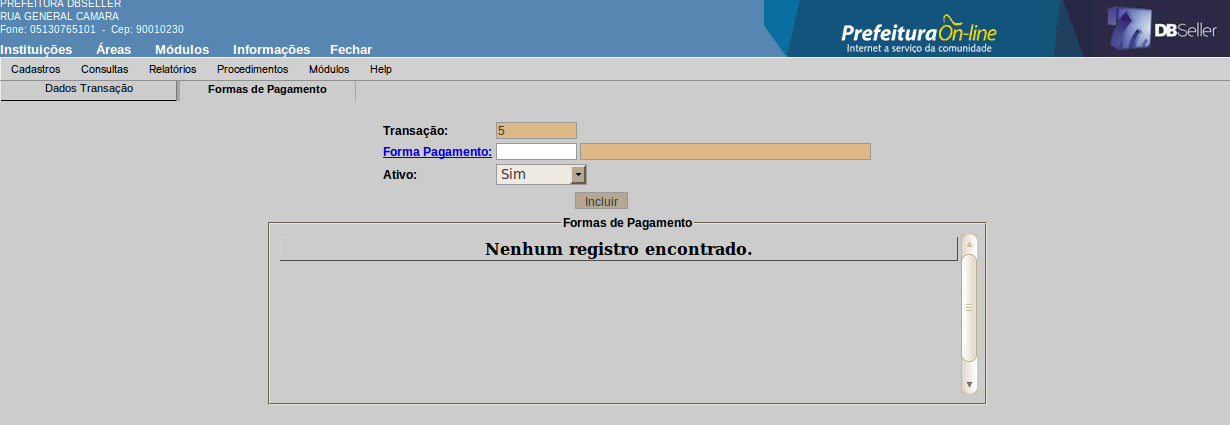 PREFEITURA DBSELLER
RUA GENERAL CAMARA
Fone: 05130765101 - Cep: 90010230
PrefeituraOn-line
Internet a serviço da comunidade
DBSeller
Instituições Áreas Módulos Informações Fechar
Cadastros Consultas Relatórios Procedimentos Módulos Help
Dados Transação Formas de Pagamento
Transação: 5
Forma Pagamento:
Ativo: Sim
Incluir
Formas de Pagamento
Nenhum registro encontrado.